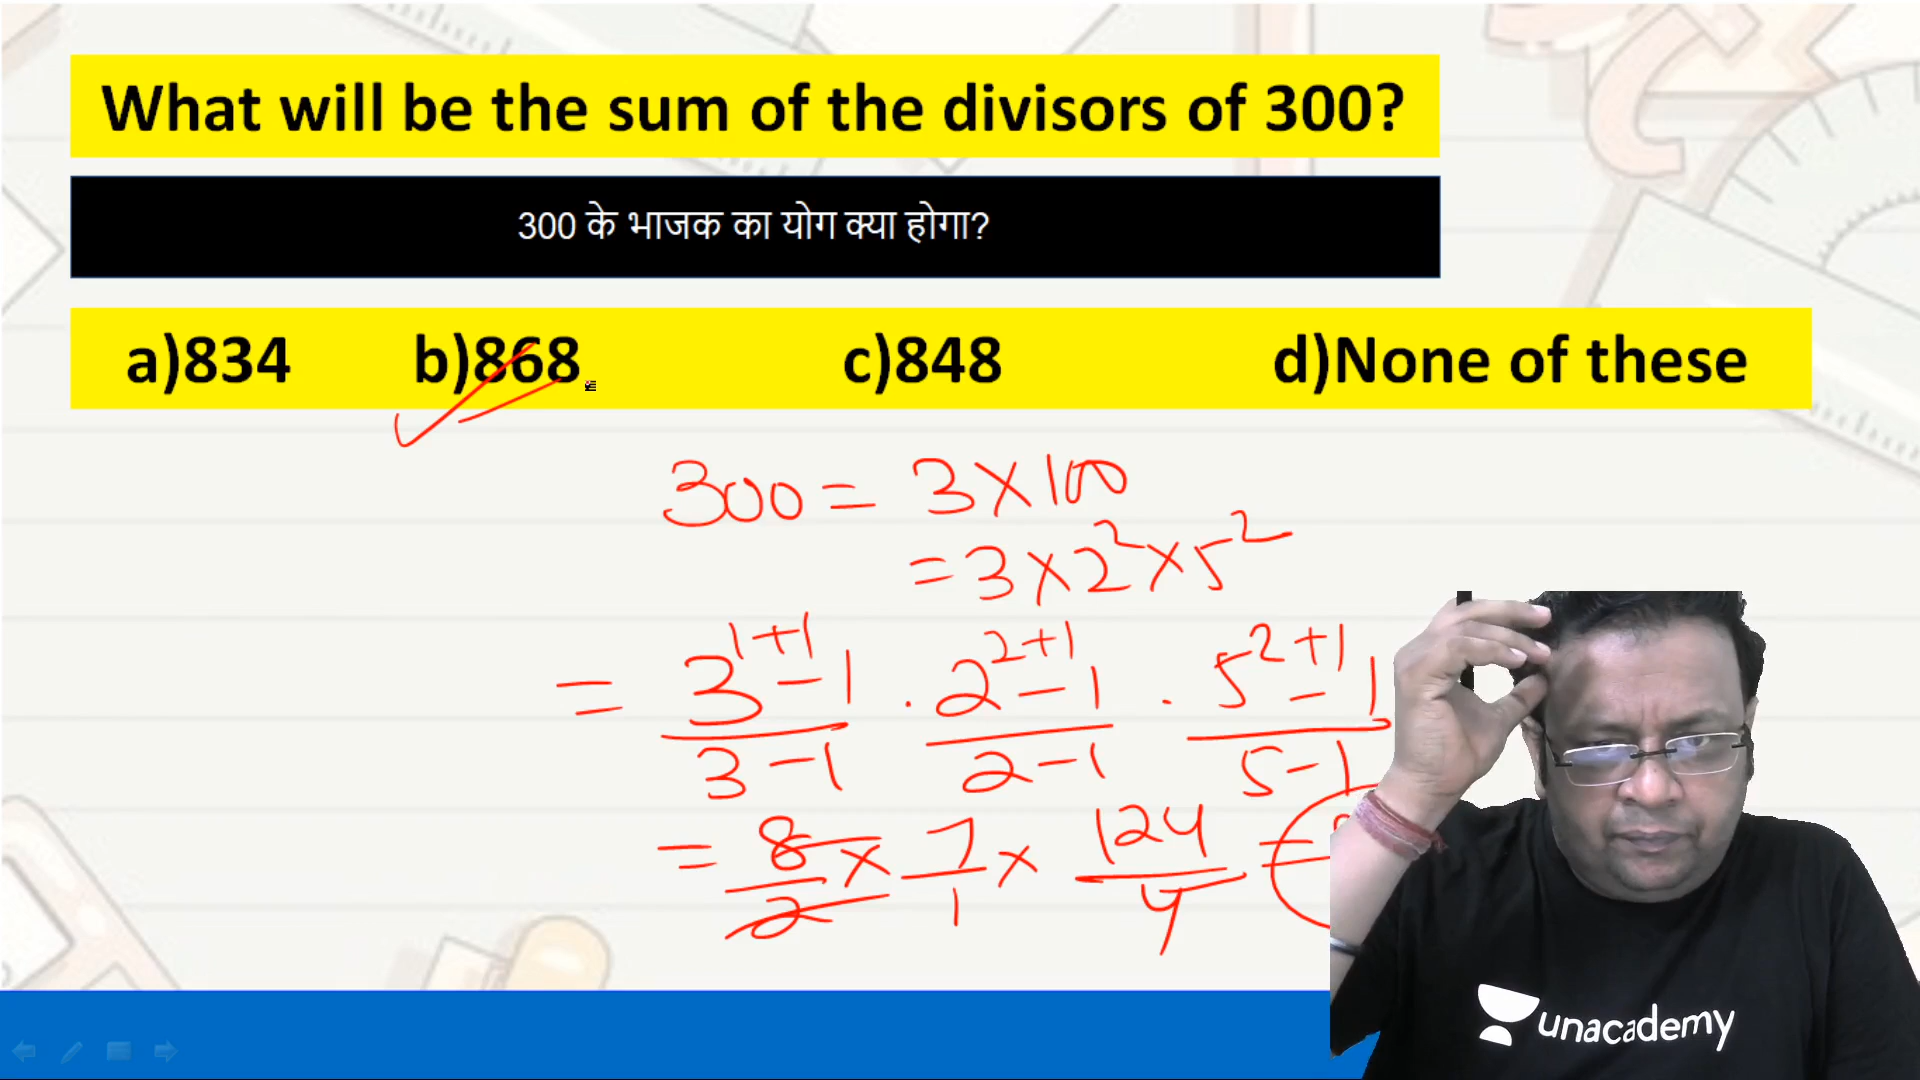 What will be the sum of the divisors of 300?
300 के भाजक का योग क्या होगा?
a)834 b)868 c)848 d)None of these
300 = 3 × 100
= 3 × 2² × 5²
= (3^(1+1) - 1)/(3 - 1) . (2^(2+1) - 1)/(2 - 1) . (5^(2+1) - 1)/(5 - 1)
= 8/2 × 7/1 × 124/4 =
unacademy